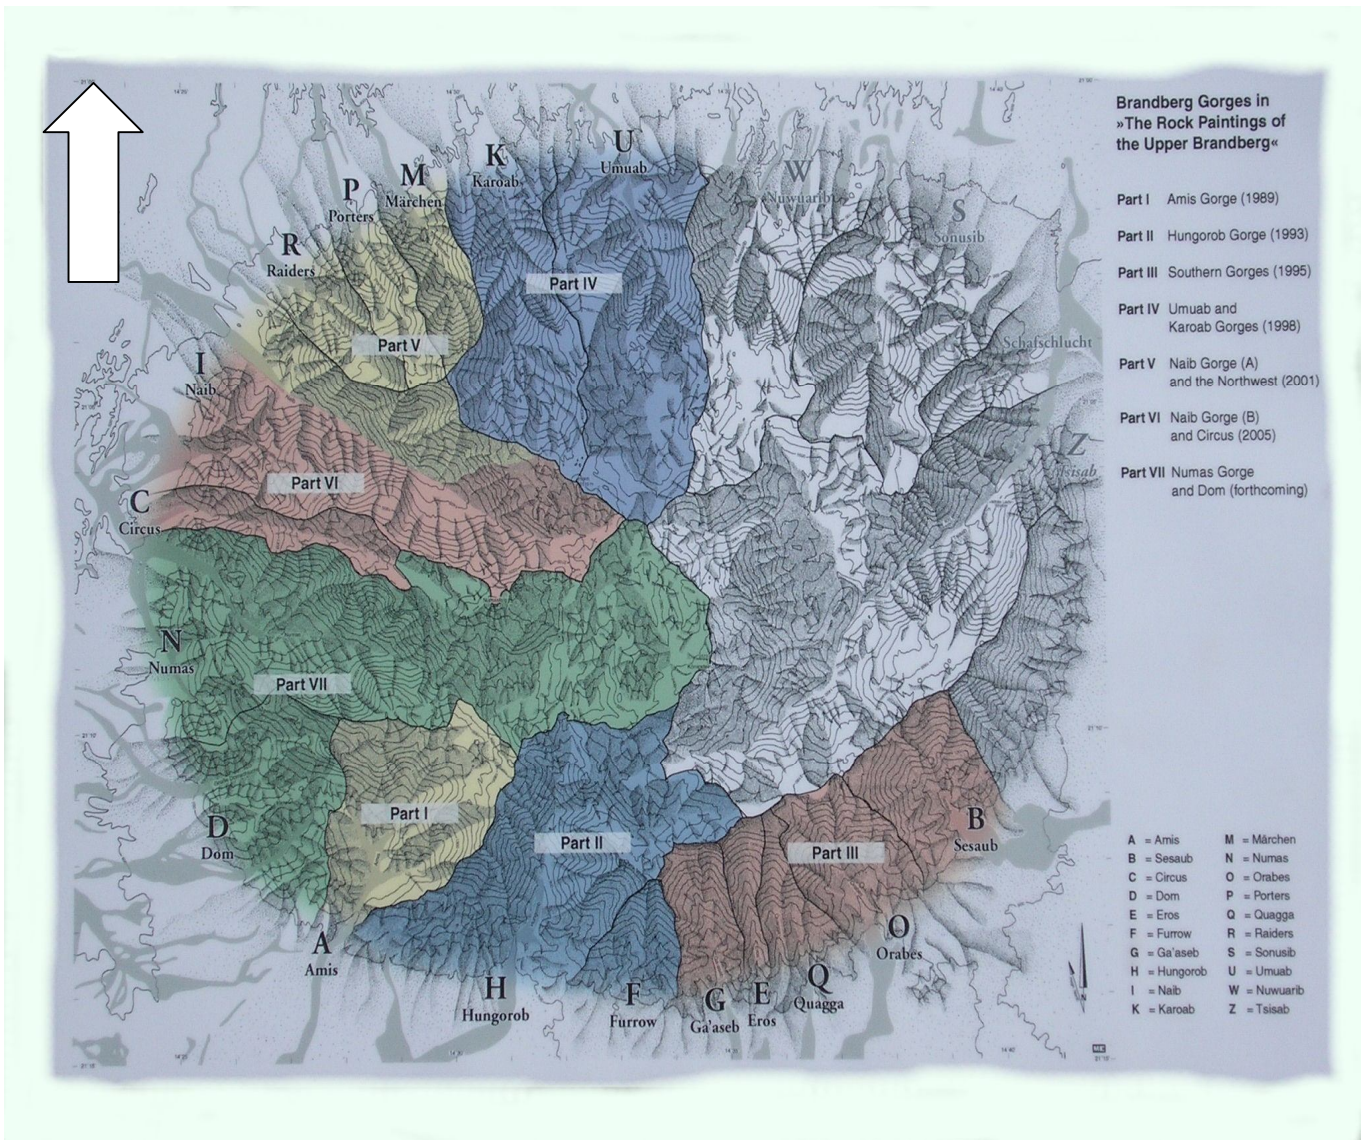 Brandberg Gorges in
»The Rock Paintings of
the Upper Brandberg«
Part I Amis Gorge (1989)
Part II Hungorob Gorge (1993)
Part III Southern Gorges (1995)
Part IV Umuab and
Karoab Gorges (1998)
Part V Naib Gorge (A)
and the Northwest (2001)
Part VI Naib Gorge (B)
and Circus (2005)
Part VII Numas Gorge
and Dom (forthcoming)
U
Umuab
K
Karoab
M
Märchen
P
Porters
R
Raiders
W
Nuwuarib
S
Sonusib
Schafschlucht
Z
Tsisab
I
Naib
C
Circus
N
Numas
D
Dom
A
Amis
H
Hungorob
F
Furrow
G
Ga'aseb
E
Eros
Q
Quagga
O
Orabes
B
Sesaub
Part IV
Part V
Part VI
Part VII
Part I
Part II
Part III
A = Amis
B = Sesaub
C = Circus
D = Dom
E = Eros
F = Furrow
G = Ga'aseb
H = Hungorob
I = Naib
K = Karoab
M = Märchen
N = Numas
O = Orabes
P = Porters
Q = Quagga
R = Raiders
S = Sonusib
U = Umuab
W = Nuwuarib
Z = Tsisab
N